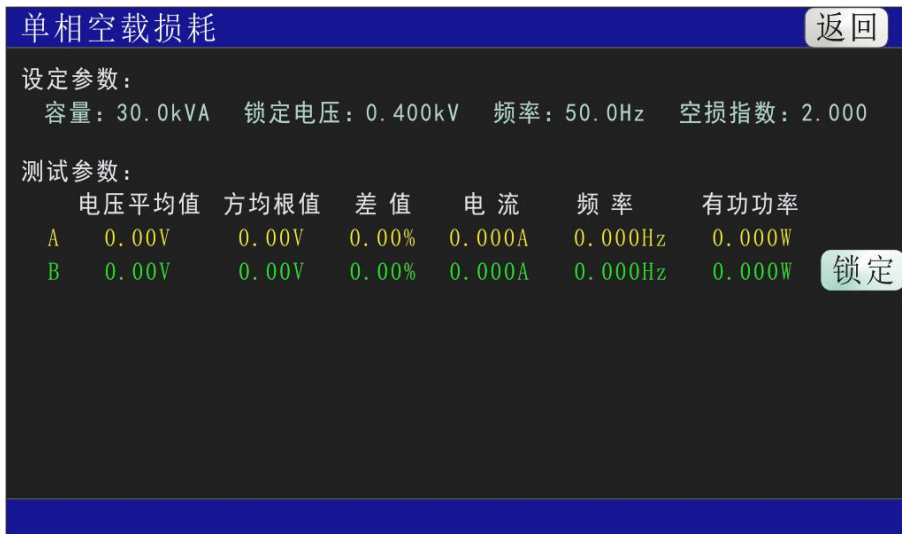 单相空载损耗 返回
设定参数:
容量: 30.0kVA 锁定电压: 0.400kV 频率: 50.0Hz 空损指数: 2.000
测试参数:
电压平均值 方均根值 差 值 电 流 频 率 有功功率
A 0.00V 0.00V 0.00% 0.000A 0.000Hz 0.000W
B 0.00V 0.00V 0.00% 0.000A 0.000Hz 0.000W 锁定